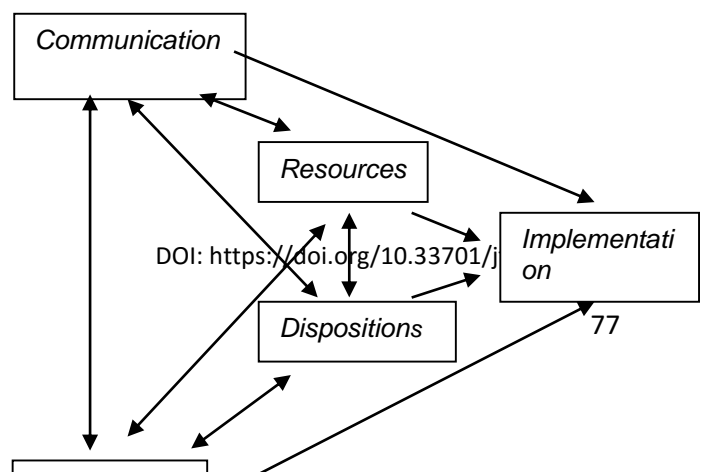 Communication
Resources
DOI: https://doi.org/10.33701/j
Implementati
on
Dispositions
77